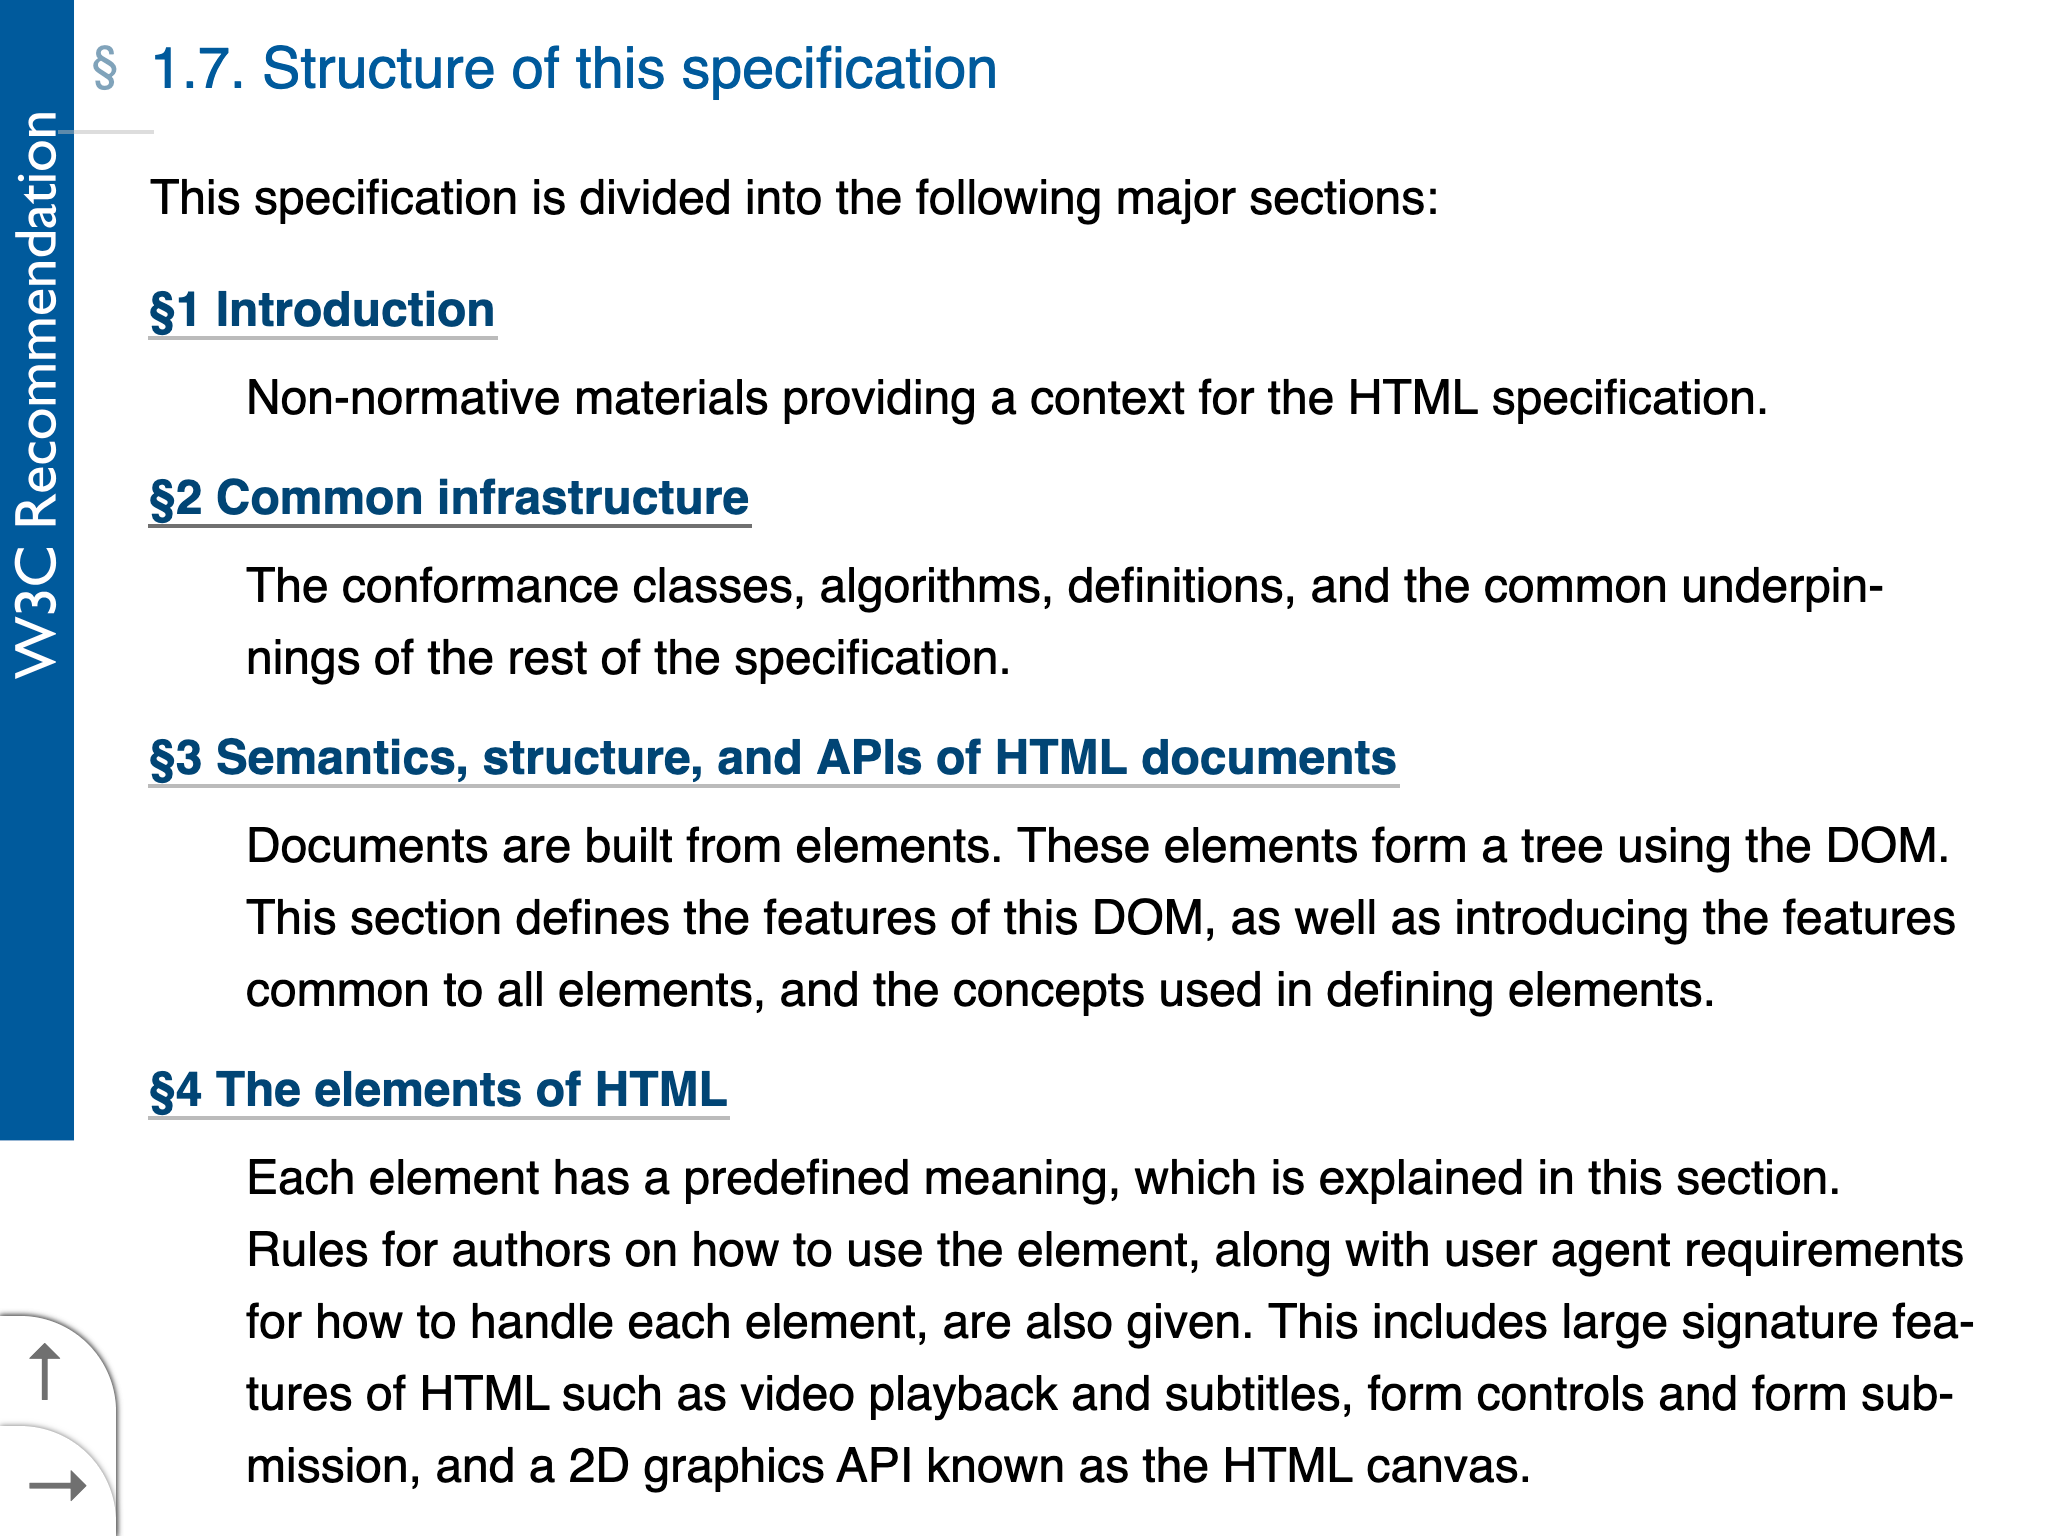 W3C Recommendation
§ 1.7. Structure of this specification
This specification is divided into the following major sections:
§1 Introduction
Non-normative materials providing a context for the HTML specification.
§2 Common infrastructure
The conformance classes, algorithms, definitions, and the common underpin-
nings of the rest of the specification.
§3 Semantics, structure, and APIs of HTML documents
Documents are built from elements. These elements form a tree using the DOM.
This section defines the features of this DOM, as well as introducing the features
common to all elements, and the concepts used in defining elements.
§4 The elements of HTML
Each element has a predefined meaning, which is explained in this section.
Rules for authors on how to use the element, along with user agent requirements
for how to handle each element, are also given. This includes large signature fea-
tures of HTML such as video playback and subtitles, form controls and form sub-
mission, and a 2D graphics API known as the HTML canvas.
↑
→